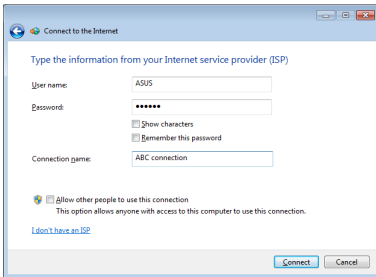 Connect to the Internet
Type the information from your Internet service provider (ISP)
User name: ASUS
Password: ••••••
Show characters
Remember this password
Connection name: ABC connection
Allow other people to use this connection
This option allows anyone with access to this computer to use this connection.
I don't have an ISP
Connect Cancel